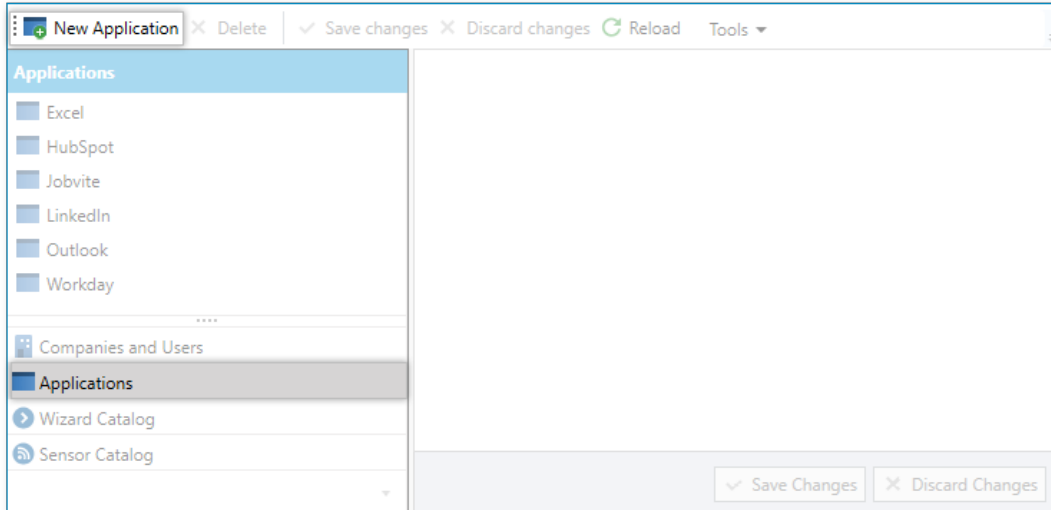 New Application Delete Save changes Discard changes Reload Tools
Applications
Excel
HubSpot
Jobvite
LinkedIn
Outlook
Workday
Companies and Users
Applications
Wizard Catalog
Sensor Catalog
Save Changes Discard Changes